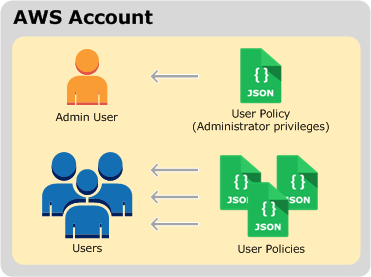 AWS Account
{ }
JSON
Admin User
User Policy
(Administrator privileges)
{ }
{ }
JSON
JSON
{ }
JSON
Users
User Policies